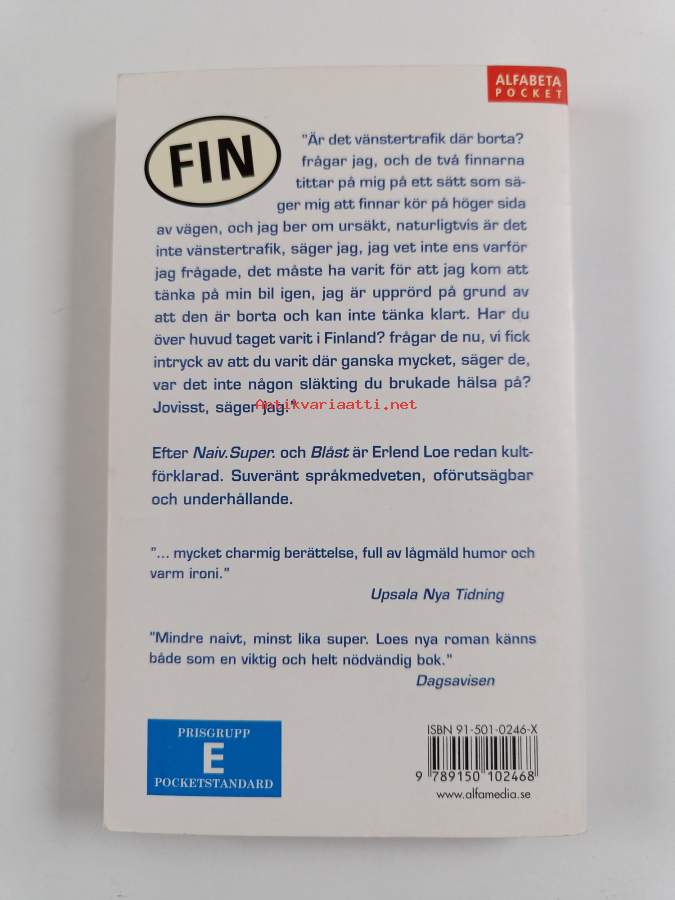 ALFABETA
POCKET
FIN
"Är det vänstertrafik där borta?
frågar jag, och de två finnarna
tittar på mig på ett sätt som sä-
ger mig att finnar kör på höger sida
av vägen, och jag ber om ursäkt, naturligtvis är det
inte vänstertrafik, säger jag, jag vet inte ens varför
jag frågade, det måste ha varit för att jag kom att
tänka på min bil igen, jag är upprörd på grund av
att den är borta och kan inte tänka klart. Har du
över huvud taget varit i Finland? frågar de nu, vi fick
intryck av att du varit där ganska mycket, säger de,
var det inte någon släkting du brukade hälsa på?
Jovisst, säger jag."
Antikvariaatti.net
Efter Naiv.Super. och Blåst är Erlend Loe redan kult-
förklarad. Suveränt språkmedveten, oförutsägbar
och underhållande.
"... mycket charmig berättelse, full av lågmäld humor och
varm ironi."
Upsala Nya Tidning
"Mindre naivt, minst lika super. Loes nya roman känns
både som en viktig och helt nödvändig bok."
Dagsavisen
PRISGRUPP
E
POCKETSTANDARD
ISBN 91-501-0246-X
9 789150 102468
www.alfamedia.se